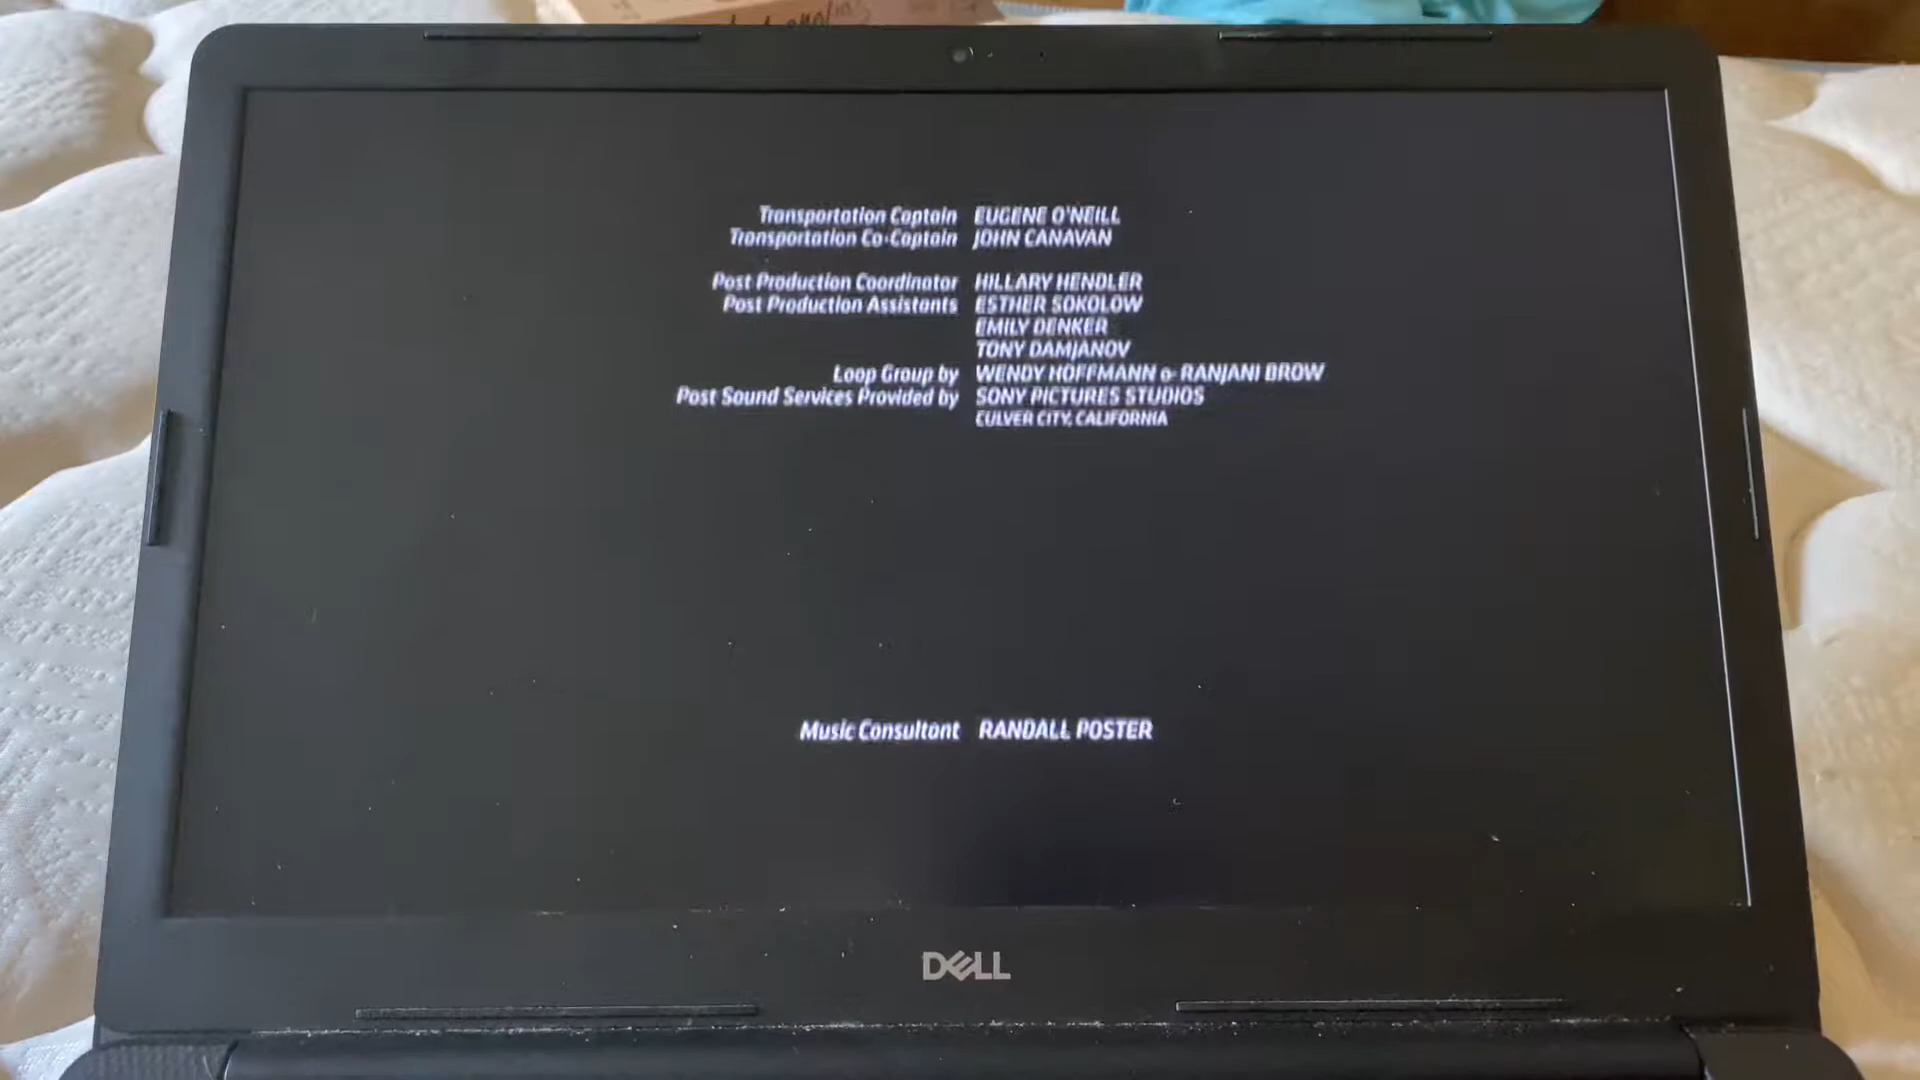 Transportation Captain EUGENE O'NEILL
Transportation Co-Captain JOHN CANAVAN
Post Production Coordinator HILLARY HENDLER
Post Production Assistants ESTHER SOKOLOW
EMILY DENKER
TONY DAMJANOV
Loop Group by WENDY HOFFMANN & RANJANI BROW
Post Sound Services Provided by SONY PICTURES STUDIOS
CULVER CITY, CALIFORNIA
Music Consultant RANDALL POSTER
DELL